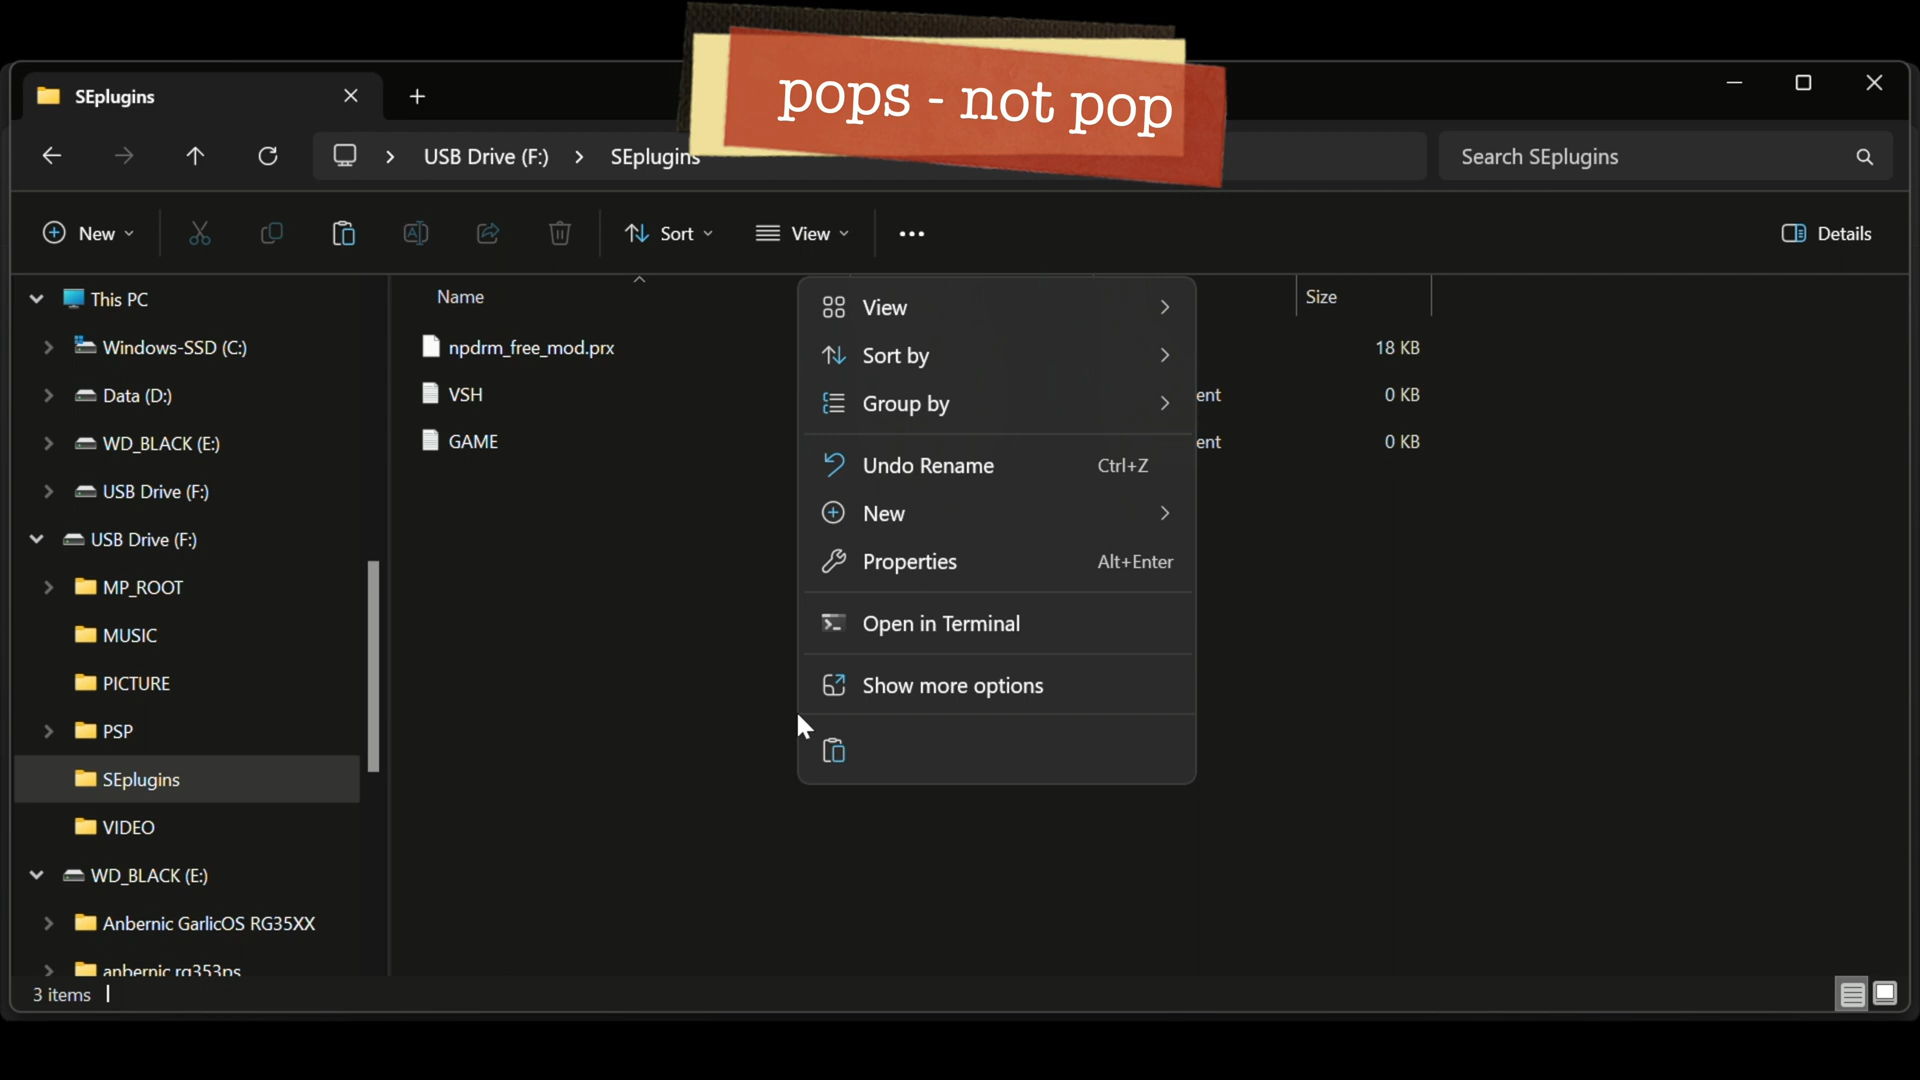 pops - not pop
SEplugins
USB Drive (F:)
SEplugins
Search SEplugins
New
Sort
View
Details
This PC
Windows-SSD (C:)
Data (D:)
WD_BLACK (E:)
USB Drive (F:)
USB Drive (F:)
MP_ROOT
MUSIC
PICTURE
PSP
SEplugins
VIDEO
WD_BLACK (E:)
Anbernic GarlicOS RG35XX
anbernic rg353ps
Name
Size
npdrm_free_mod.prx
18 KB
VSH
ent
0 KB
GAME
ent
0 KB
View
Sort by
Group by
Undo Rename Ctrl+Z
New
Properties Alt+Enter
Open in Terminal
Show more options
3 items